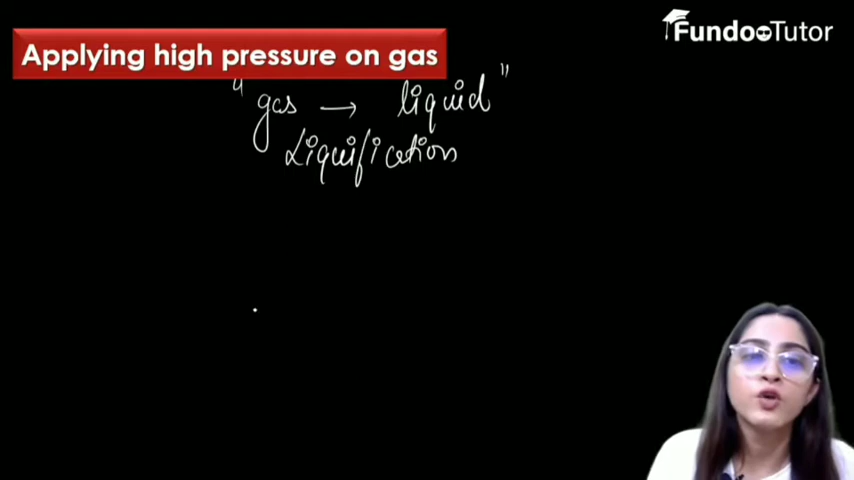 FundooTutor
Applying high pressure on gas
"gas → liquid"
Liquification